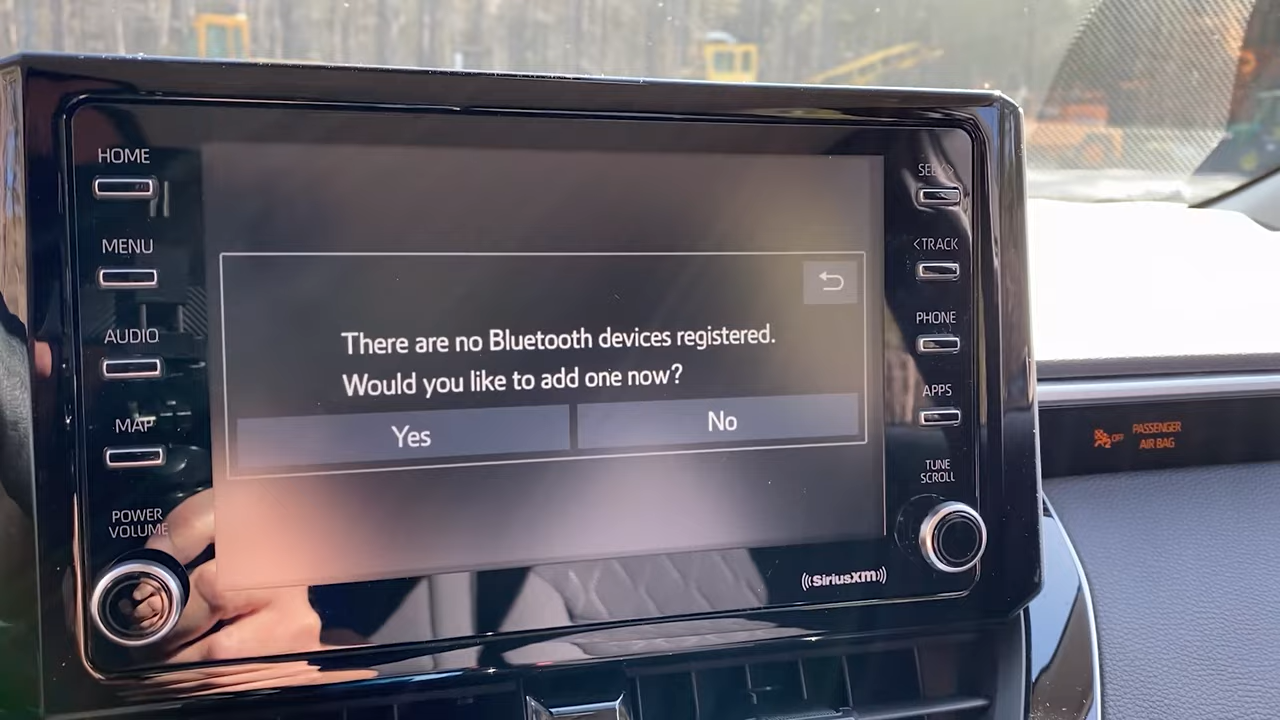 HOME
MENU
AUDIO
MAP
POWER
VOLUME
There are no Bluetooth devices registered.
Would you like to add one now?
Yes
No
SEEK>
<TRACK
PHONE
APPS
TUNE
SCROLL
SiriusXM
OFF
PASSENGER
AIR BAG